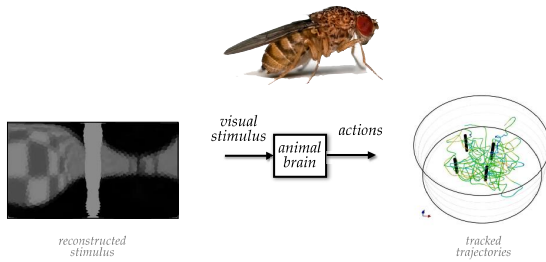 visual
stimulus
actions
animal
brain
reconstructed
stimulus
tracked
trajectories